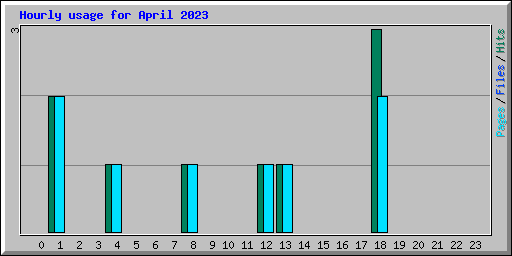 Hourly usage for April 2023
3
Pages/Files/Hits
0 1 2 3 4 5 6 7 8 9 10 11 12 13 14 15 16 17 18 19 20 21 22 23